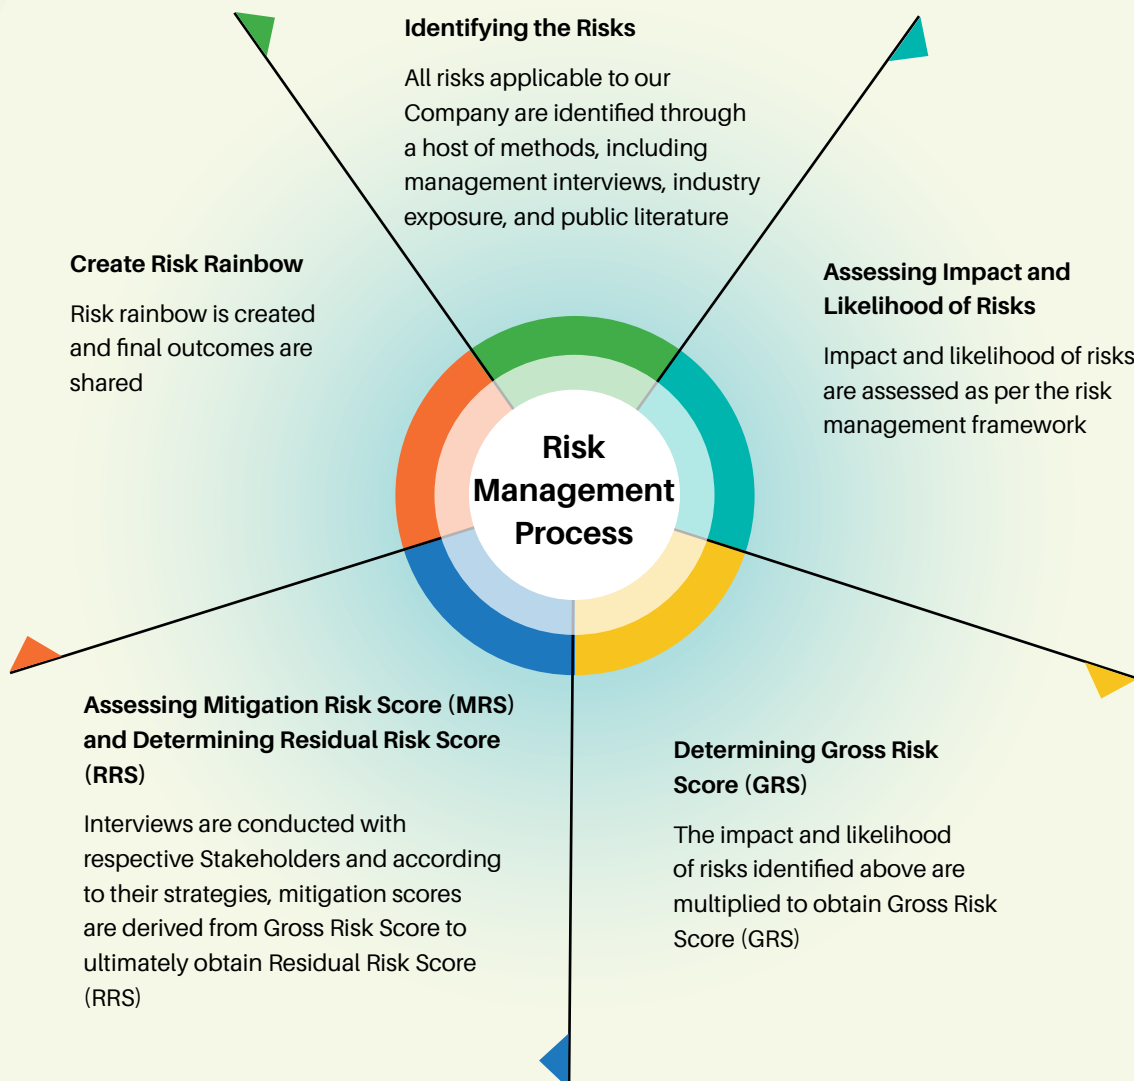 Identifying the Risks
All risks applicable to our
Company are identified through
a host of methods, including
management interviews, industry
exposure, and public literature
Assessing Impact and
Likelihood of Risks
Impact and likelihood of risks
are assessed as per the risk
management framework
Determining Gross Risk
Score (GRS)
The impact and likelihood
of risks identified above are
multiplied to obtain Gross Risk
Score (GRS)
Assessing Mitigation Risk Score (MRS)
and Determining Residual Risk Score
(RRS)
Interviews are conducted with
respective Stakeholders and according
to their strategies, mitigation scores
are derived from Gross Risk Score to
ultimately obtain Residual Risk Score
(RRS)
Create Risk Rainbow
Risk rainbow is created
and final outcomes are
shared
Risk
Management
Process